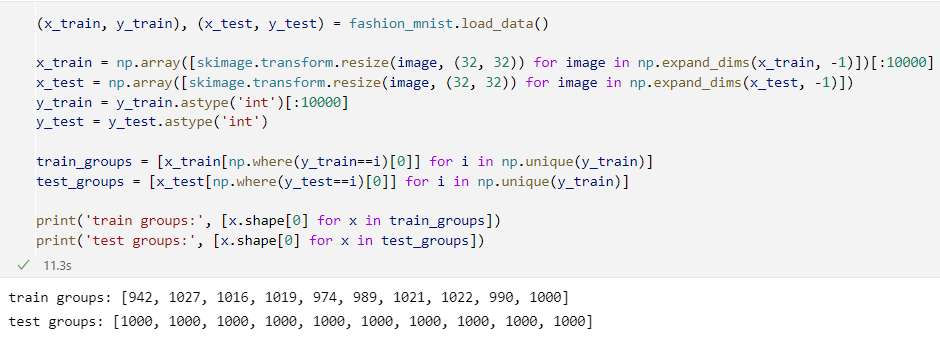 (x_train, y_train), (x_test, y_test) = fashion_mnist.load_data()
x_train = np.array([skimage.transform.resize(image, (32, 32)) for image in np.expand_dims(x_train, -1)])[:10000]
x_test = np.array([skimage.transform.resize(image, (32, 32)) for image in np.expand_dims(x_test, -1)])
y_train = y_train.astype('int')[:10000]
y_test = y_test.astype('int')
train_groups = [x_train[np.where(y_train==i)[0]] for i in np.unique(y_train)]
test_groups = [x_test[np.where(y_test==i)[0]] for i in np.unique(y_train)]
print('train groups:', [x.shape[0] for x in train_groups])
print('test groups:', [x.shape[0] for x in test_groups])
11.3s
train groups: [942, 1027, 1016, 1019, 974, 989, 1021, 1022, 990, 1000]
test groups: [1000, 1000, 1000, 1000, 1000, 1000, 1000, 1000, 1000, 1000]